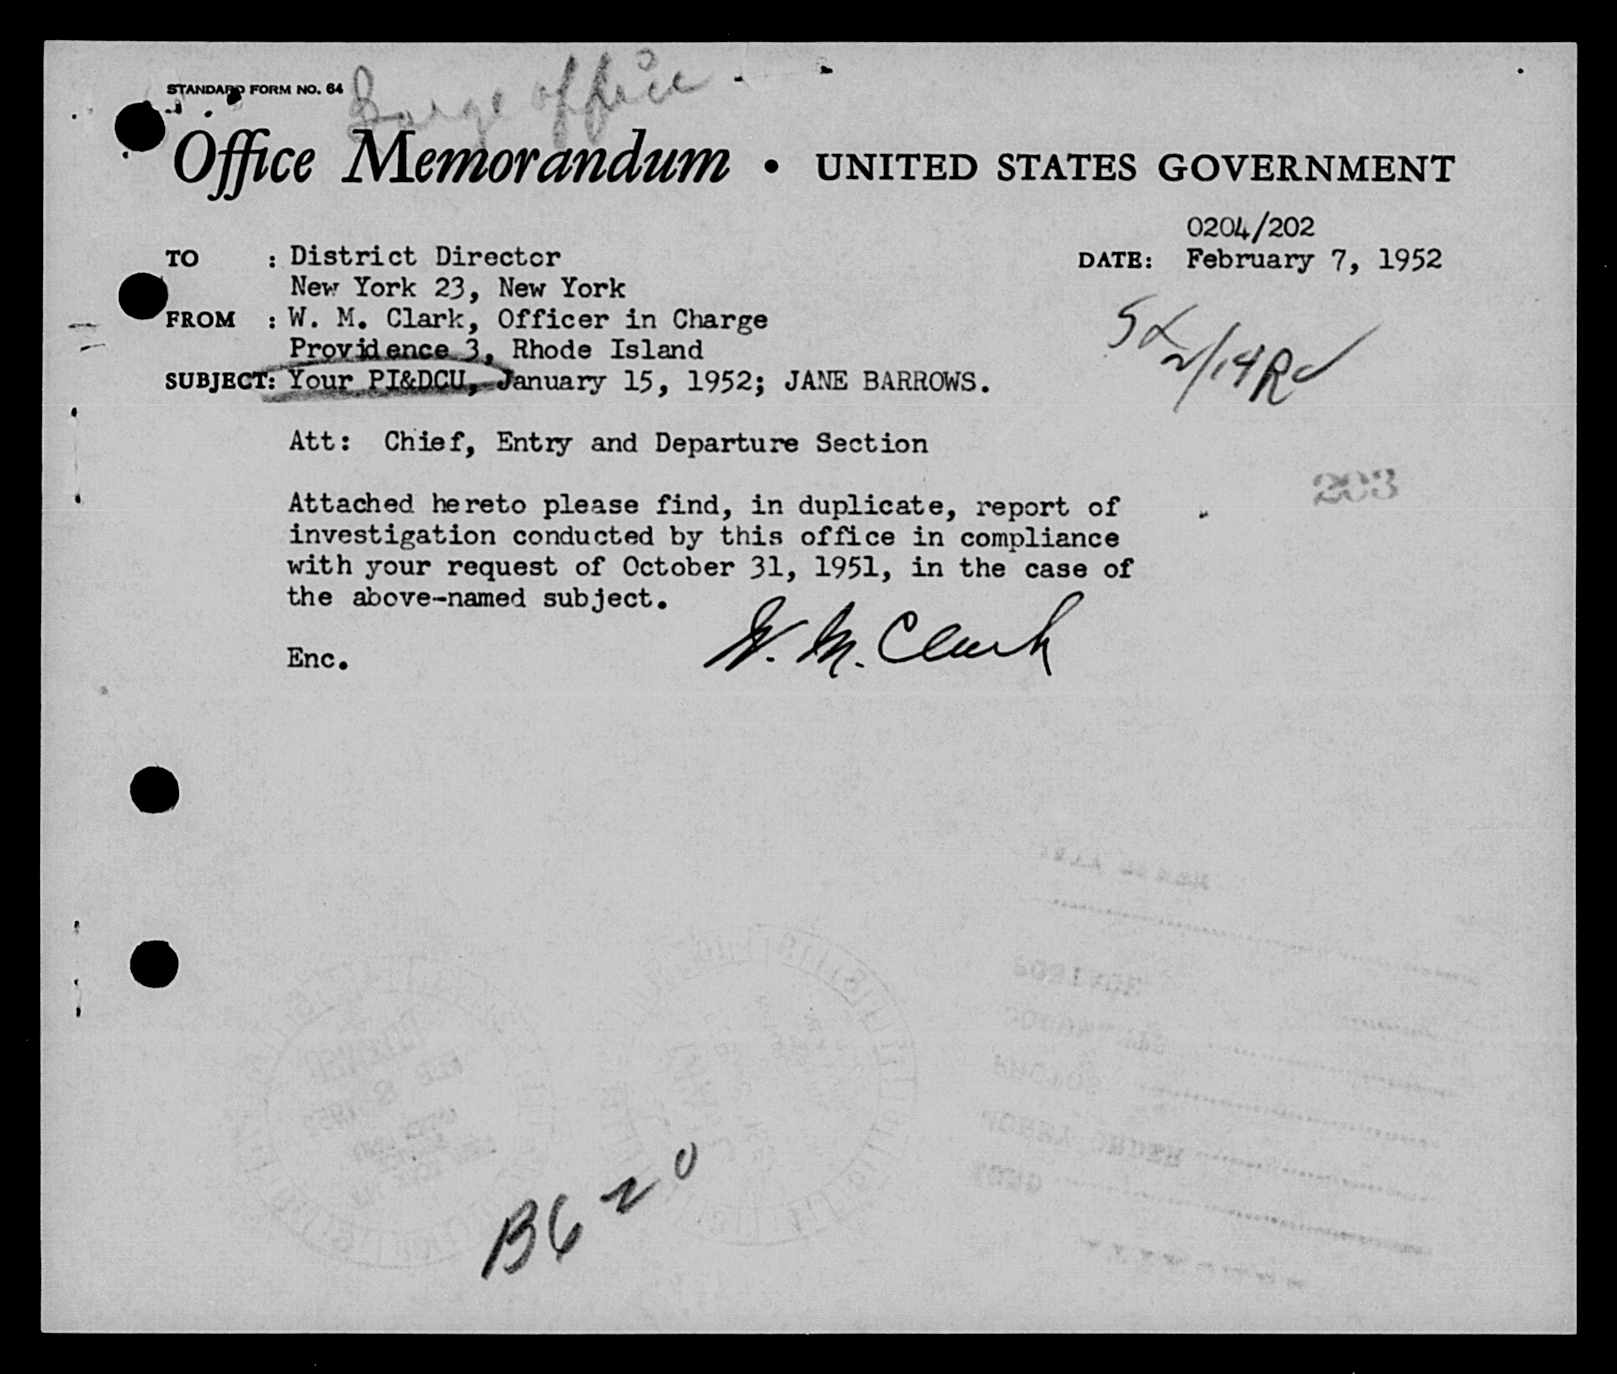 STANDARD FORM NO. 64
office
Office Memorandum • UNITED STATES GOVERNMENT
0204/202
TO : District Director DATE: February 7, 1952
New York 23, New York
FROM : W. M. Clark, Officer in Charge
Providence 3, Rhode Island
SUBJECT: Your PI&DCU, January 15, 1952; JANE BARROWS.
2/14
Att: Chief, Entry and Departure Section
203
Attached hereto please find, in duplicate, report of
investigation conducted by this office in compliance
with your request of October 31, 1951, in the case of
the above-named subject.
W. M. Clark
Enc.
B620